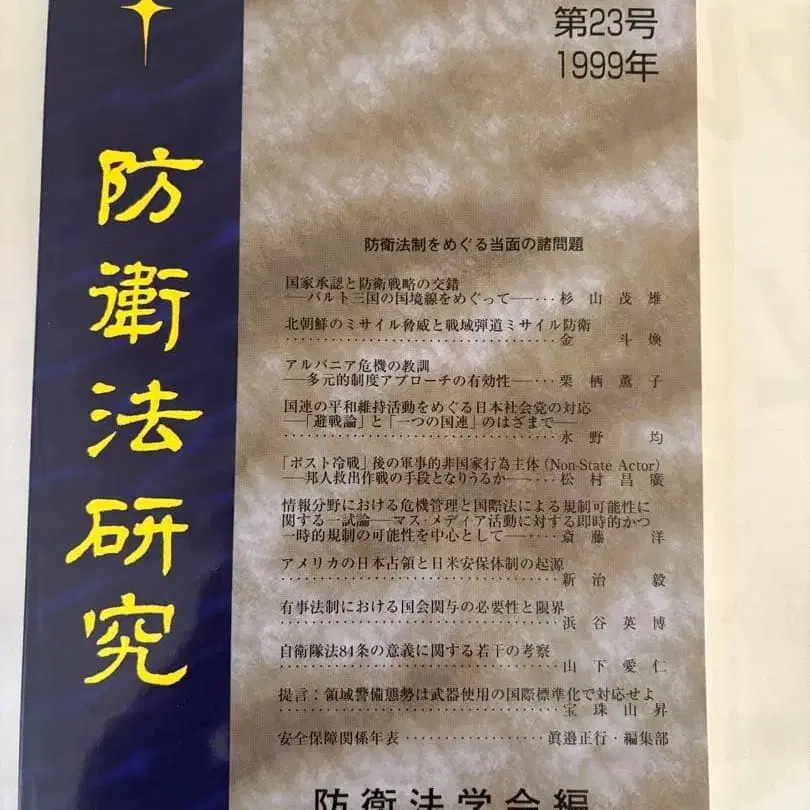 第23号
1999年
防衛法研究
防衛法制をめぐる当面の諸問題
国家承認と防衛戦略の交錯
──バルト三国の国境線をめぐって──‥‥杉山茂雄
北朝鮮のミサイル脅威と戦域弾道ミサイル防衛
‥‥‥‥‥‥‥‥‥‥‥‥‥‥‥‥金斗煥
アルバニア危機の教訓
──多元的制度アプローチの有効性──‥‥栗栖薫子
国連の平和維持活動をめぐる日本社会党の対応
──「避戦論」と「一つの国連」のはざまで──
‥‥‥‥‥‥‥‥‥‥‥‥‥‥‥‥水野均
「ポスト冷戦」後の軍事的非国家行為主体 (Non-State Actor)
──邦人救出作戦の手段となりうるか──‥‥松村昌廣
情報分野における危機管理と国際法による規制可能性に
関する一試論──マス・メディア活動に対する即時的かつ
一時的規制の可能性を中心として──‥‥斎藤洋
アメリカの日本占領と日米安保体制の起源
‥‥‥‥‥‥‥‥‥‥‥‥‥‥‥‥新治毅
有事法制における国会関与の必要性と限界
‥‥‥‥‥‥‥‥‥‥‥‥‥‥‥‥浜谷英博
自衛隊法84条の意義に関する若干の考察
‥‥‥‥‥‥‥‥‥‥‥‥‥‥‥‥山下愛仁
提言：領域警備態勢は武器使用の国際標準化で対応せよ
‥‥‥‥‥‥‥‥‥‥‥‥‥‥‥‥宝珠山昇
安全保障関係年表‥‥‥‥‥‥‥‥眞邉正行・編集部
防衛法学会編